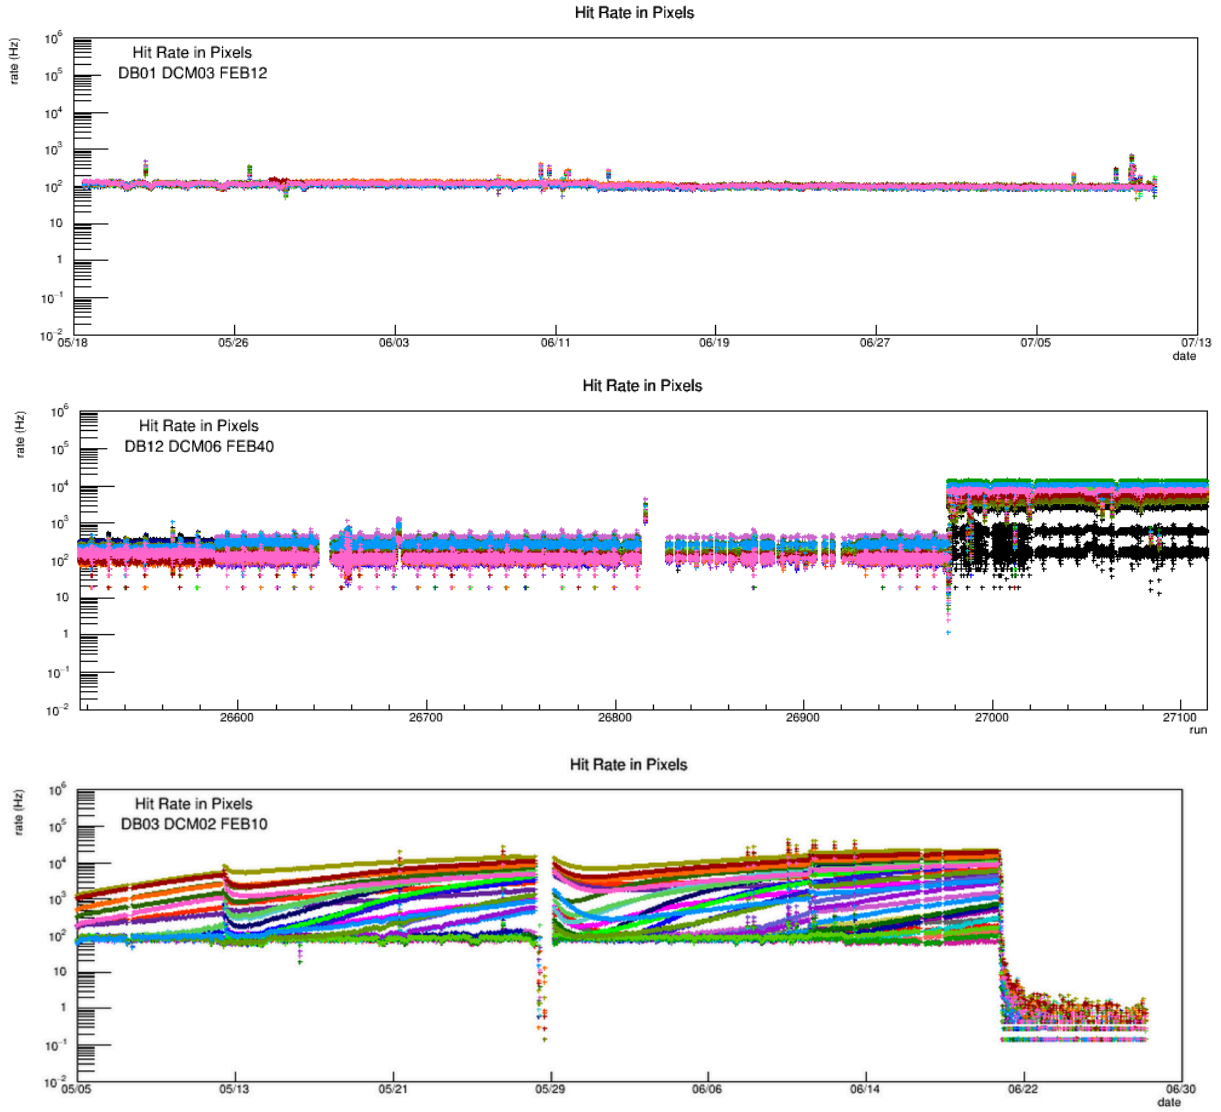 Hit Rate in Pixels
rate (Hz)
Hit Rate in Pixels
DB01 DCM03 FEB12
10⁶
10⁵
10⁴
10³
10²
10
1
10⁻¹
10⁻²
05/18 05/26 06/03 06/11 06/19 06/27 07/05 07/13
date
Hit Rate in Pixels
rate (Hz)
Hit Rate in Pixels
DB12 DCM06 FEB40
10⁶
10⁵
10⁴
10³
10²
10
1
10⁻¹
10⁻²
26600 26700 26800 26900 27000 27100
run
Hit Rate in Pixels
rate (Hz)
Hit Rate in Pixels
DB03 DCM02 FEB10
10⁶
10⁵
10⁴
10³
10²
10
1
10⁻¹
10⁻²
05/05 05/13 05/21 05/29 06/06 06/14 06/22 06/30
date